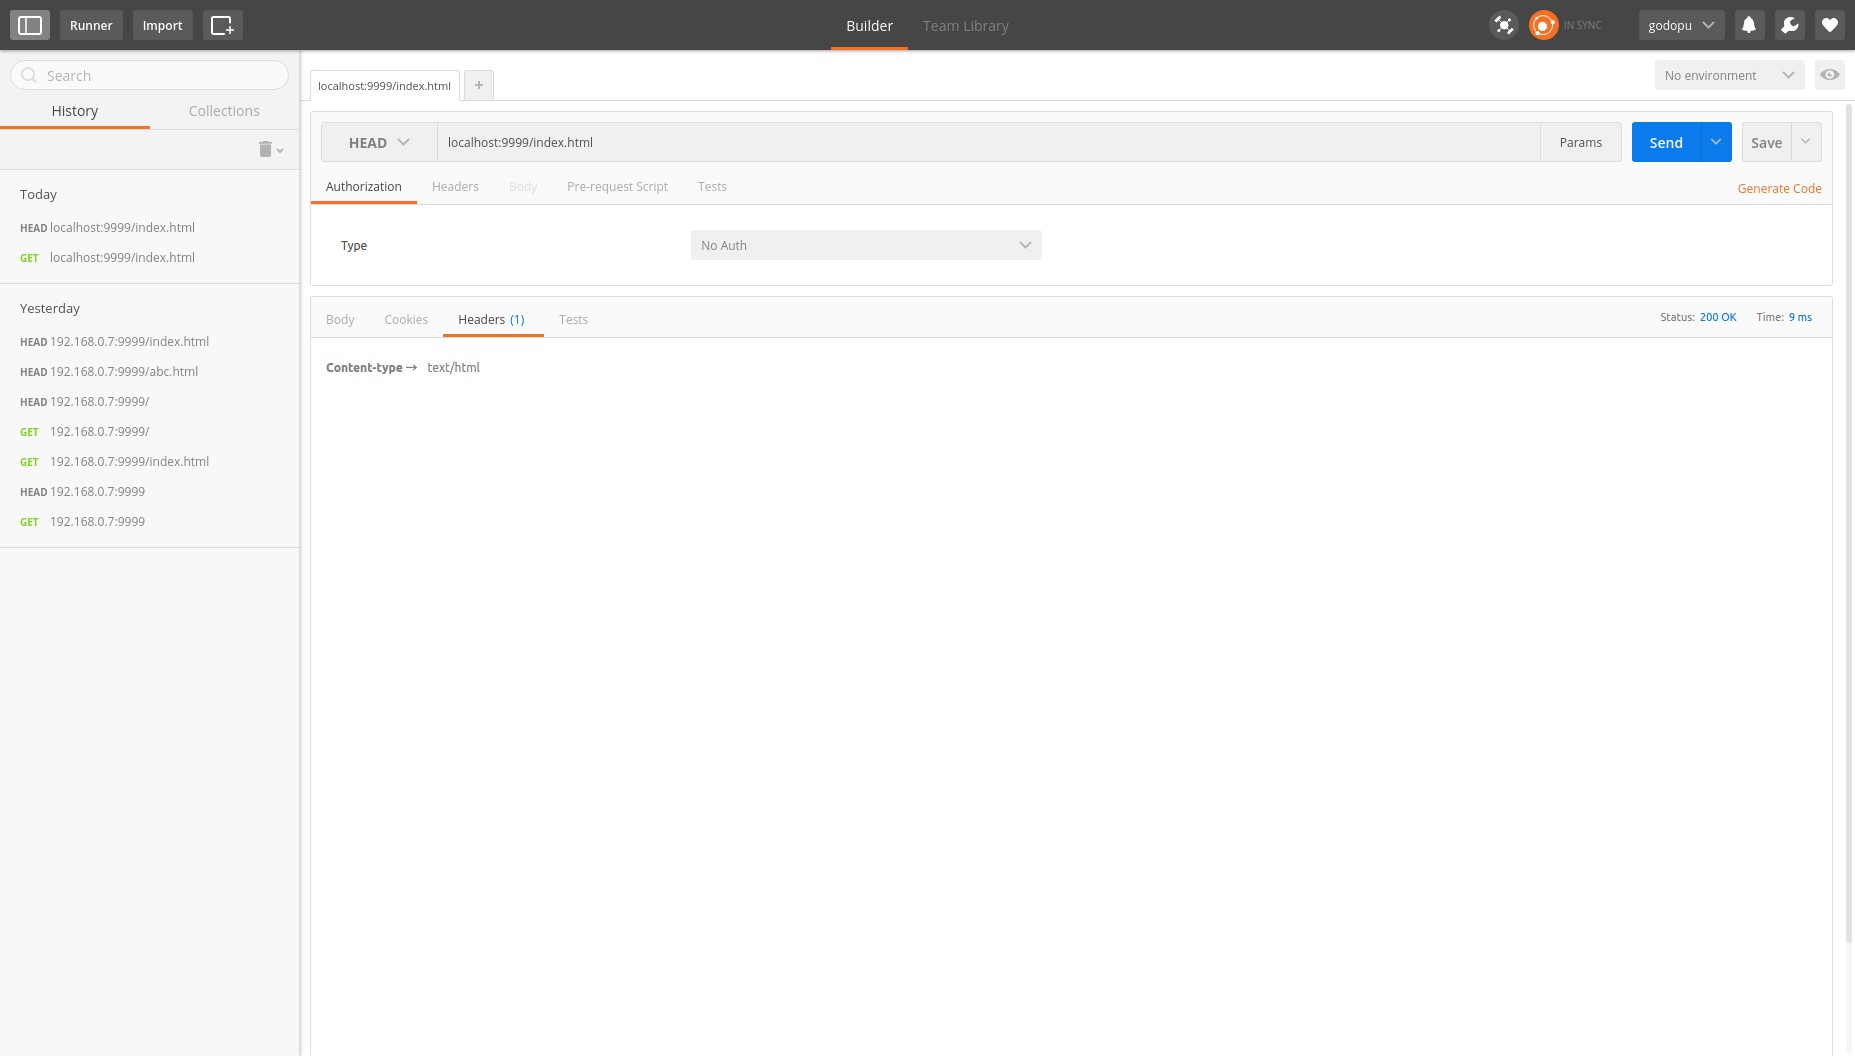 Runner Import Builder Team Library IN SYNC godopu
Search
History Collections
Today
HEAD localhost:9999/index.html
GET localhost:9999/index.html
Yesterday
HEAD 192.168.0.7:9999/index.html
HEAD 192.168.0.7:9999/abc.html
HEAD 192.168.0.7:9999/
GET 192.168.0.7:9999/
GET 192.168.0.7:9999/index.html
HEAD 192.168.0.7:9999
GET 192.168.0.7:9999
localhost:9999/index.html + No environment
HEAD localhost:9999/index.html Params Send Save
Authorization Headers Body Pre-request Script Tests Generate Code
Type No Auth
Body Cookies Headers (1) Tests Status: 200 OK Time: 9 ms
Content-type → text/html